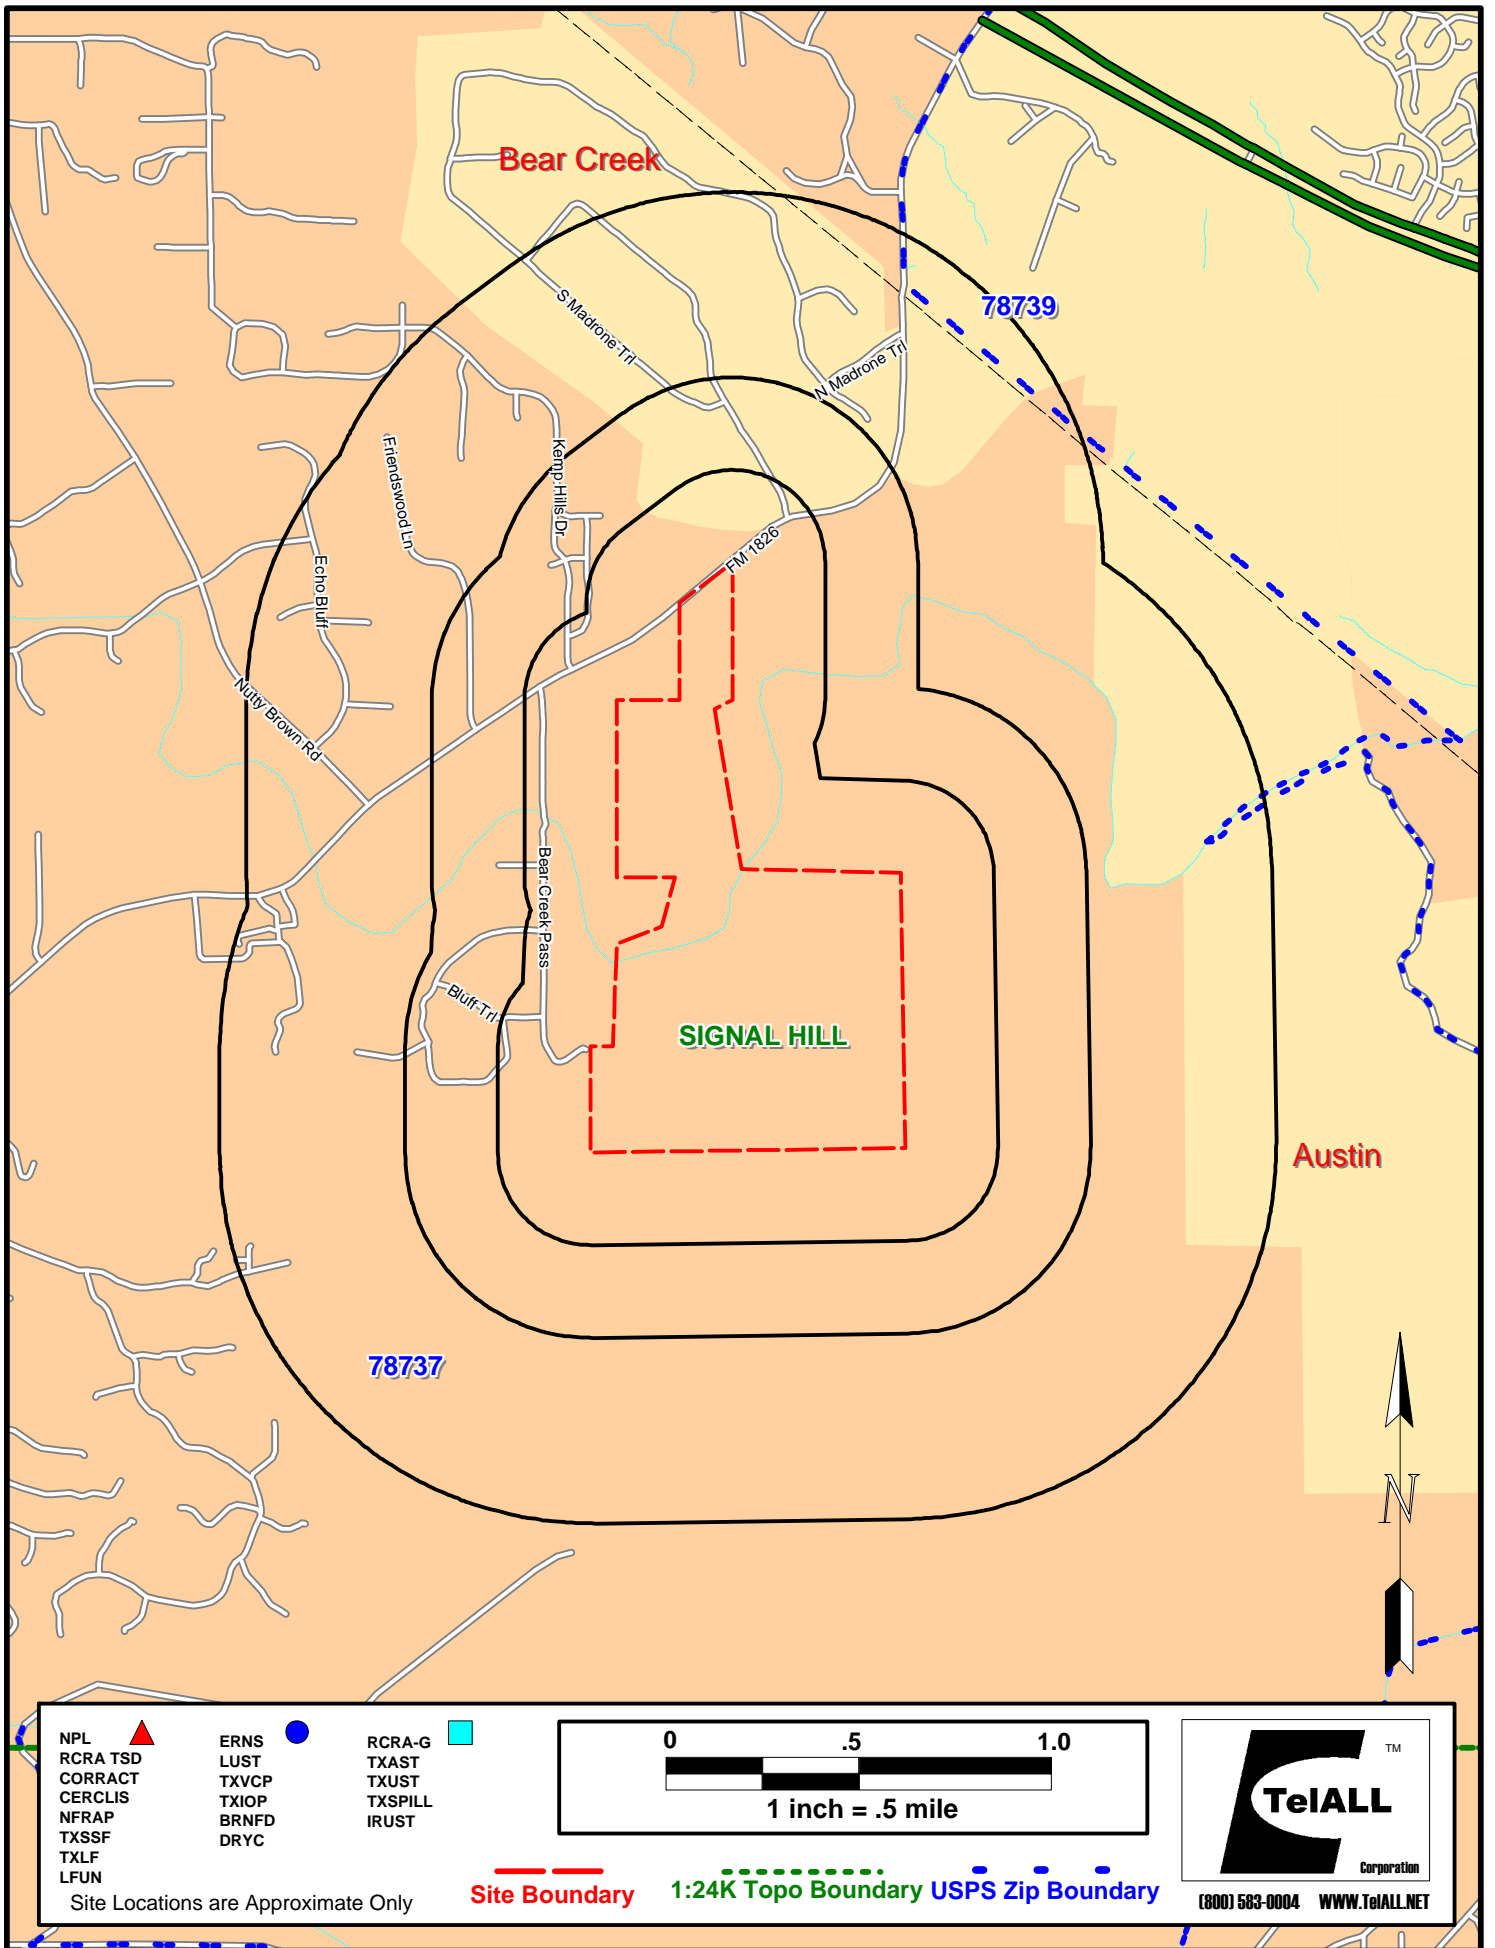 Bear Creek
78739
S Madrone Trl
N Madrone Trl
Friendswood Ln
Kemp Hills Dr
FM 1826
Echo Bluff
Nutty Brown Rd
Bear Creek Pass
Bluff Trl
SIGNAL HILL
Austin
78737
N
NPL
RCRA TSD
CORRACT
CERCLIS
NFRAP
TXSSF
TXLF
LFUN
ERNS
LUST
TXVCP
TXIOP
BRNFD
DRYC
RCRA-G
TXAST
TXUST
TXSPILL
IRUST
Site Locations are Approximate Only
0 .5 1.0
1 inch = .5 mile
Site Boundary
1:24K Topo Boundary
USPS Zip Boundary
TM
TelALL
Corporation
(800) 583-0004 WWW.TelALL.NET